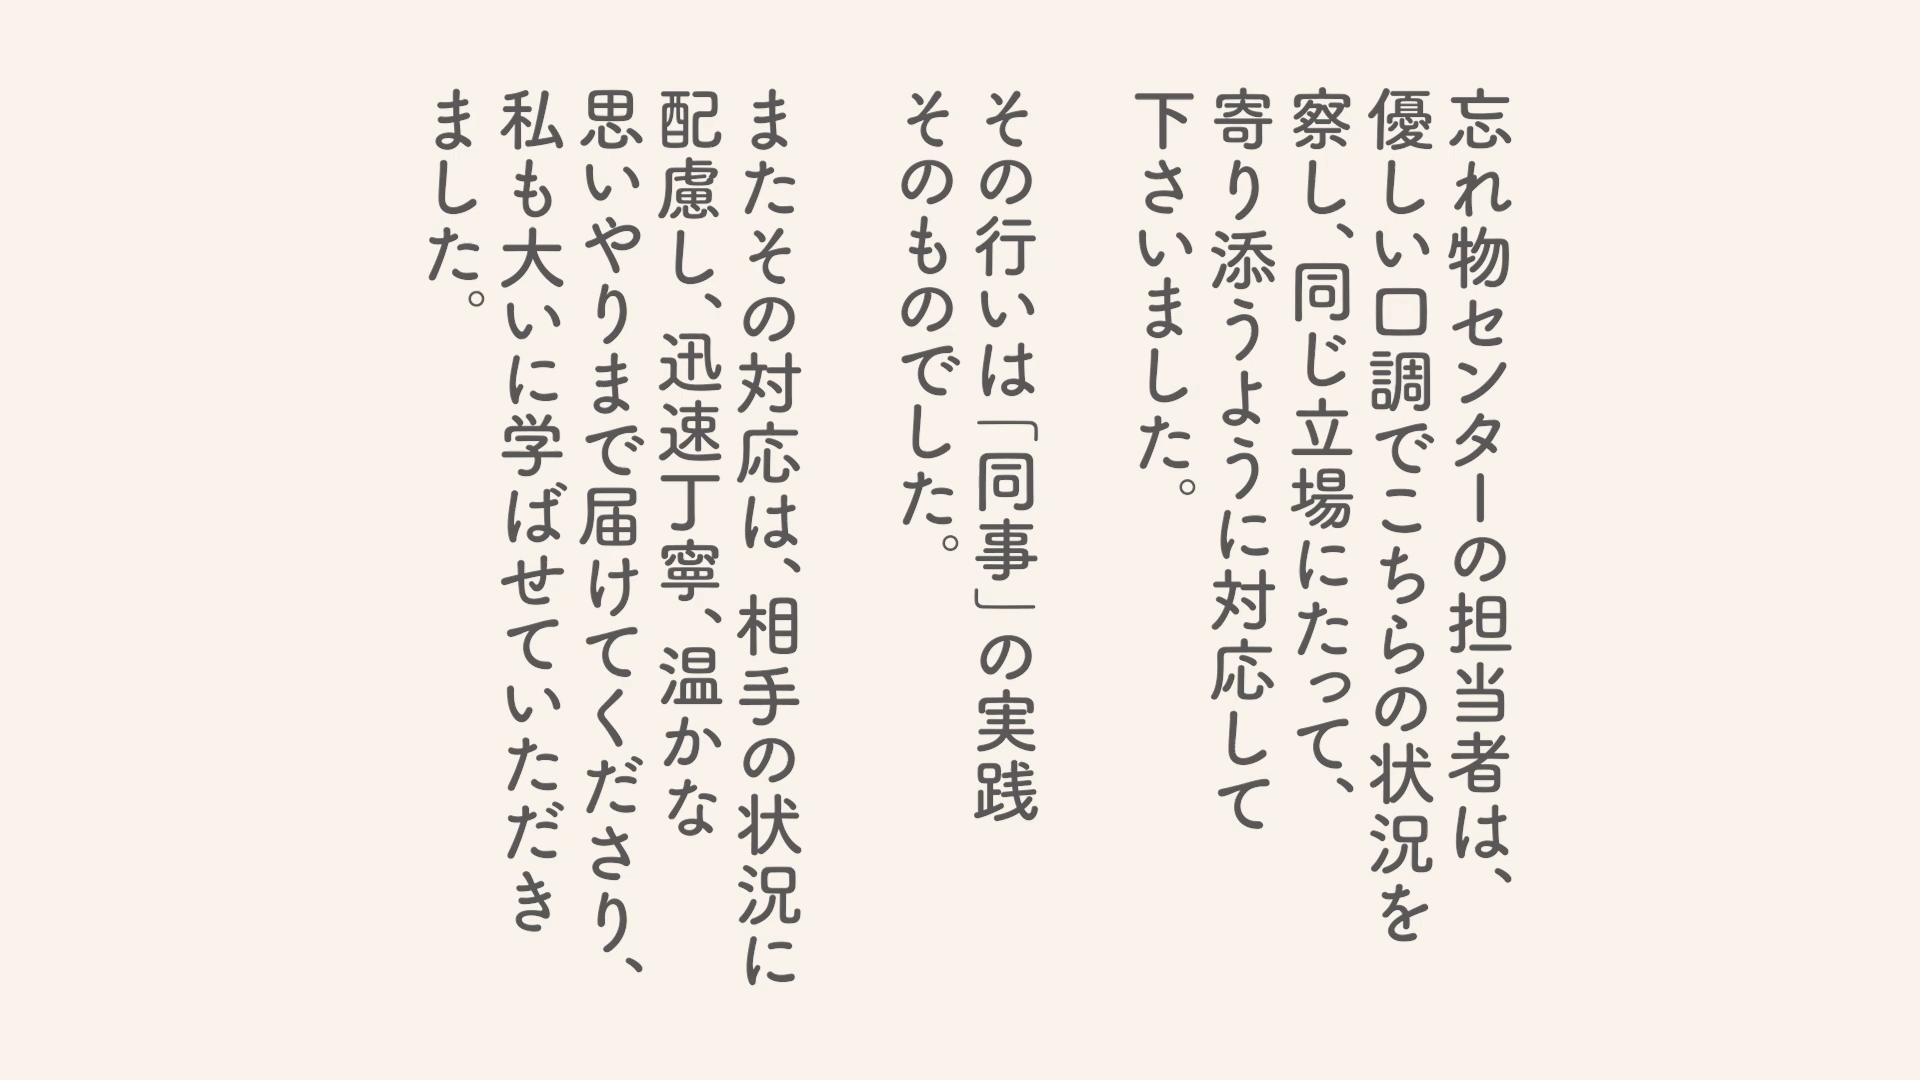 忘れ物センターの担当者は、
優しい口調でこちらの状況を
察し、同じ立場にたって、
寄り添うように対応して
下さいました。
その行いは「同事」の実践
そのものでした。
またその対応は、相手の状況に
配慮し、迅速丁寧、温かな
思いやりまで届けてくださり、
私も大いに学ばせていただき
ました。